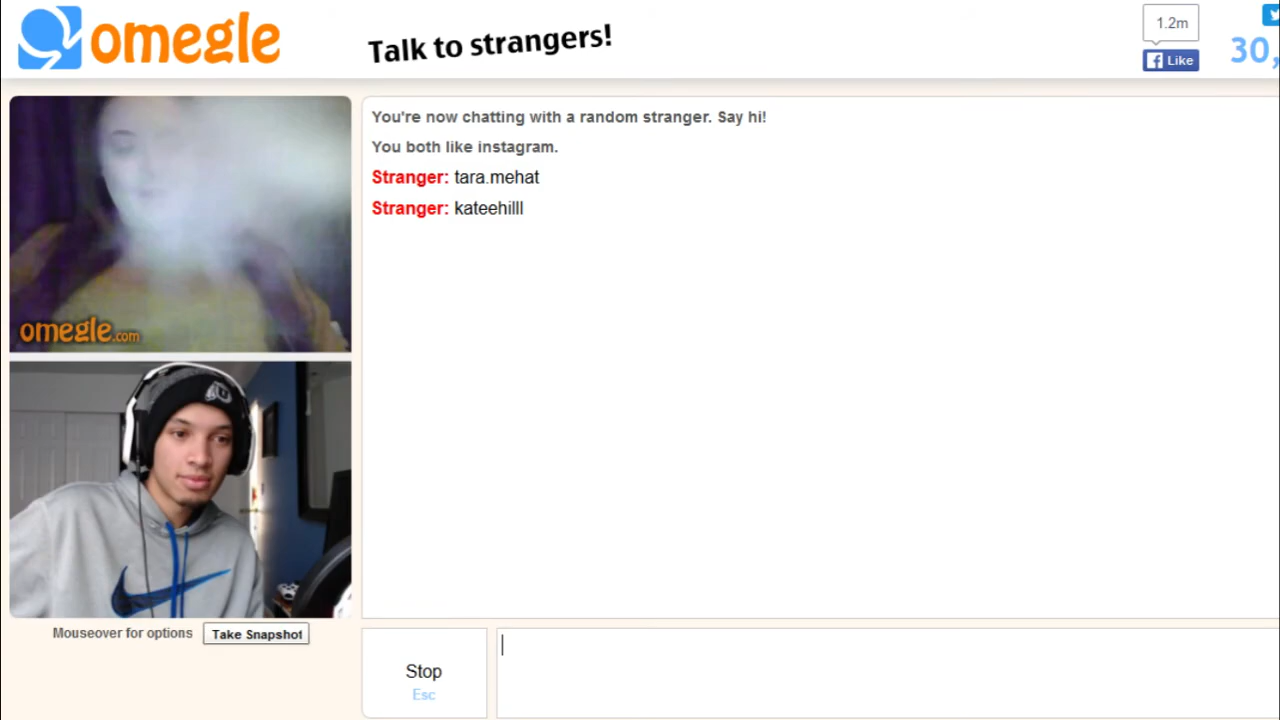 omegle
Talk to strangers!
1.2m
Like
30,
You're now chatting with a random stranger. Say hi!
You both like instagram.
Stranger: tara.mehat
Stranger: kateehilll
omegle.com
Mouseover for options
Take Snapshot
Stop
Esc